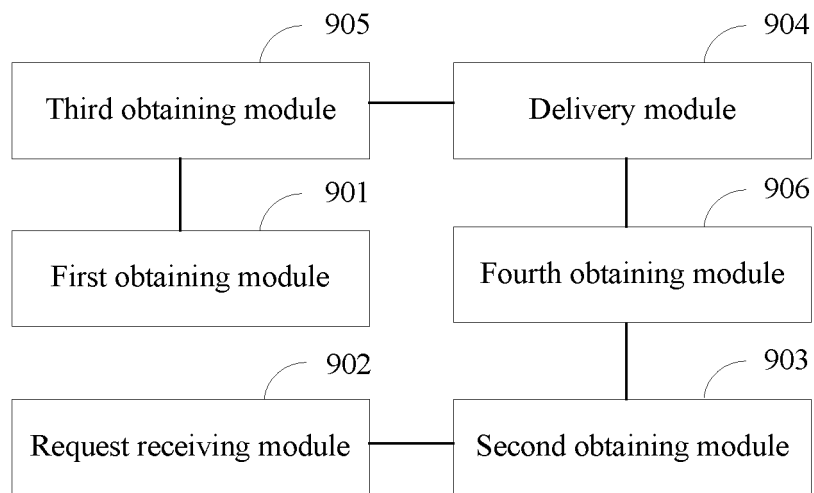 905
904
Third obtaining module
Delivery module
901
906
First obtaining module
Fourth obtaining module
902
903
Request receiving module
Second obtaining module